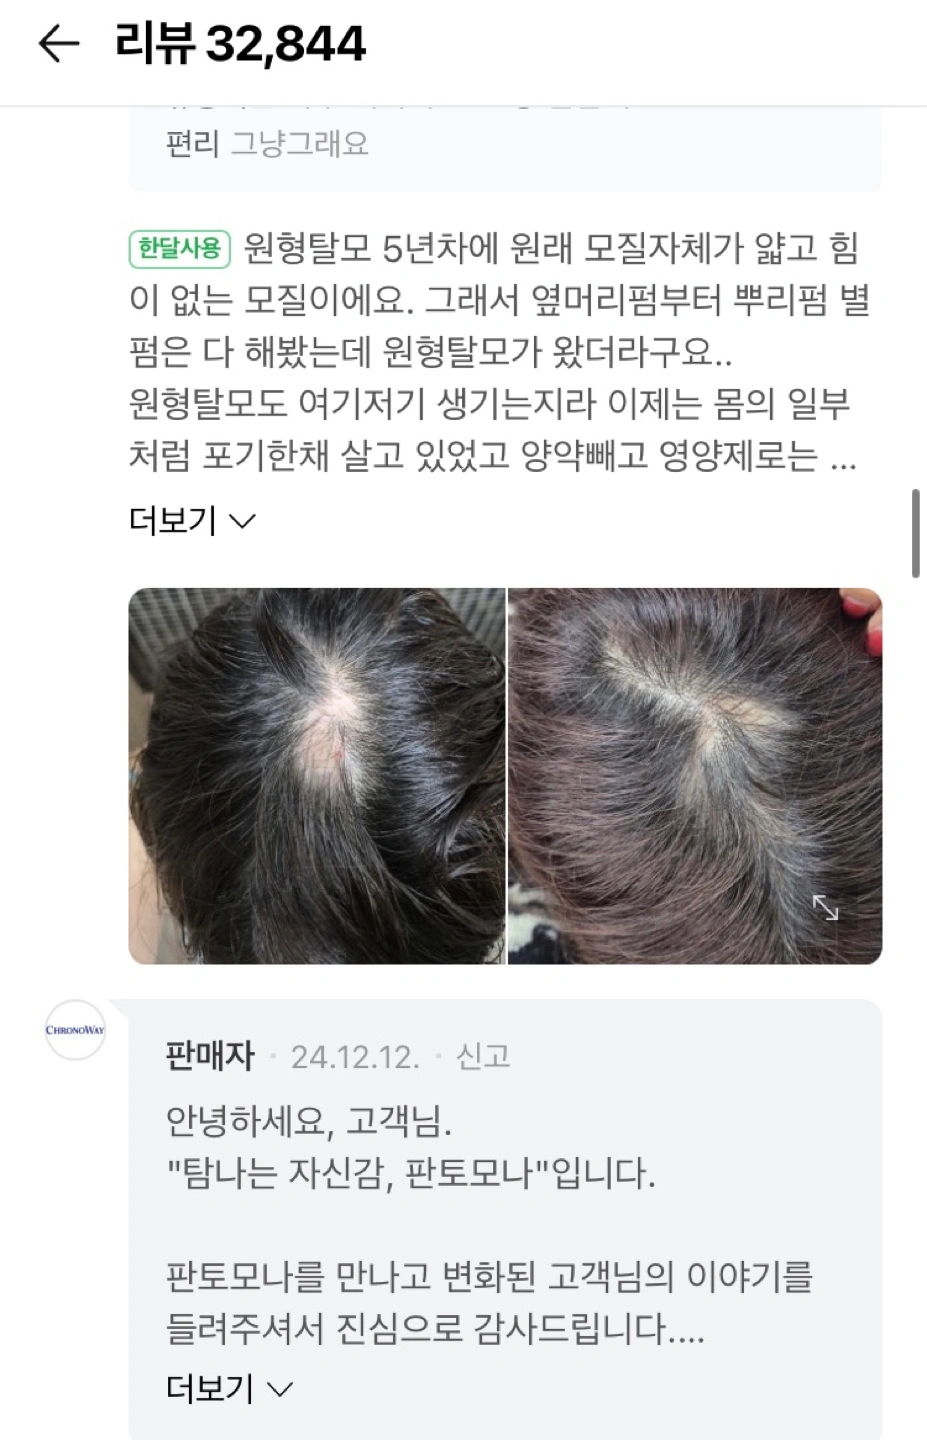 리뷰 32,844
편리 그냥그래요
한달사용 원형탈모 5년차에 원래 모질자체가 얇고 힘
이 없는 모질이에요. 그래서 옆머리펌부터 뿌리펌 별
펌은 다 해봤는데 원형탈모가 왔더라구요..
원형탈모도 여기저기 생기는지라 이제는 몸의 일부
처럼 포기한채 살고 있었고 양약빼고 영양제로는 ...
더보기
CHRONOWAY
판매자 · 24.12.12. · 신고
안녕하세요, 고객님.
"탐나는 자신감, 판토모나"입니다.
판토모나를 만나고 변화된 고객님의 이야기를
들려주셔서 진심으로 감사드립니다....
더보기